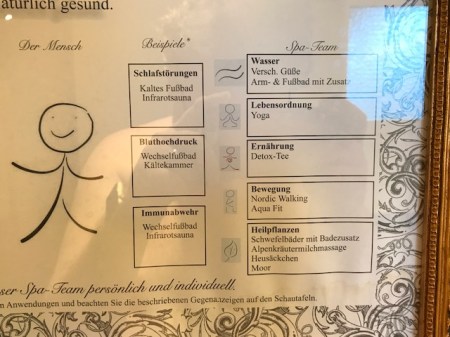 türlich gesund.
Der Mensch
Beispiele*
Spa-Team
Schlafstörungen
Kaltes Fußbad
Infrarotsauna
Bluthochdruck
Wechselfußbad
Kältekammer
Immunabwehr
Wechselfußbad
Infrarotsauna
Wasser
Versch. Güße
Arm- & Fußbad mit Zusatz
Lebensordnung
Yoga
Ernährung
Detox-Tee
Bewegung
Nordic Walking
Aqua Fit
Heilpflanzen
Schwefelbäder mit Badezusatz
Alpenkräutermilchmassage
Heusäckchen
Moor
ser Spa-Team persönlich und individuell.
n Anwendungen und beachten Sie die beschriebenen Gegenanzeigen auf den Schautafeln.